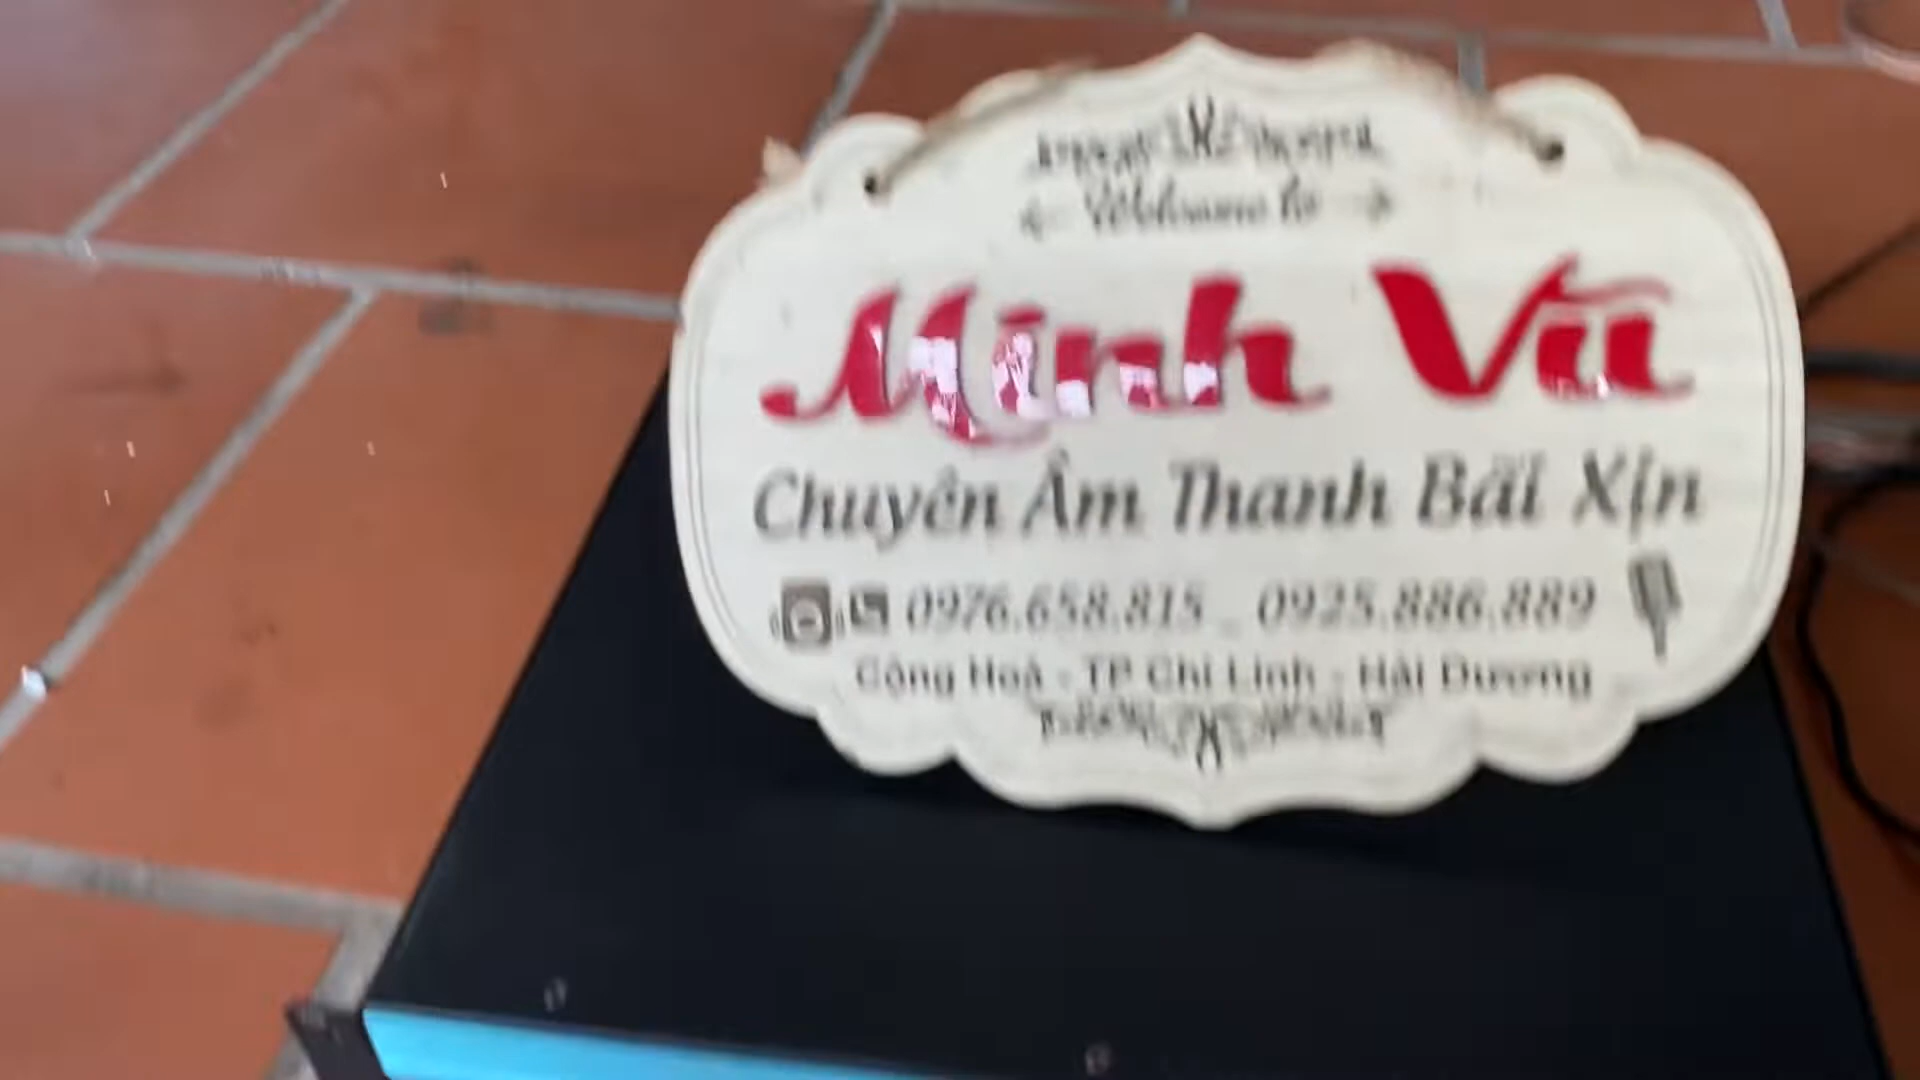 Welcome to
Minh Vũ
Chuyên Âm Thanh Bãi Xịn
0976.658.815 _ 0925.886.889
Cộng Hoà - TP Chí Linh - Hải Dương